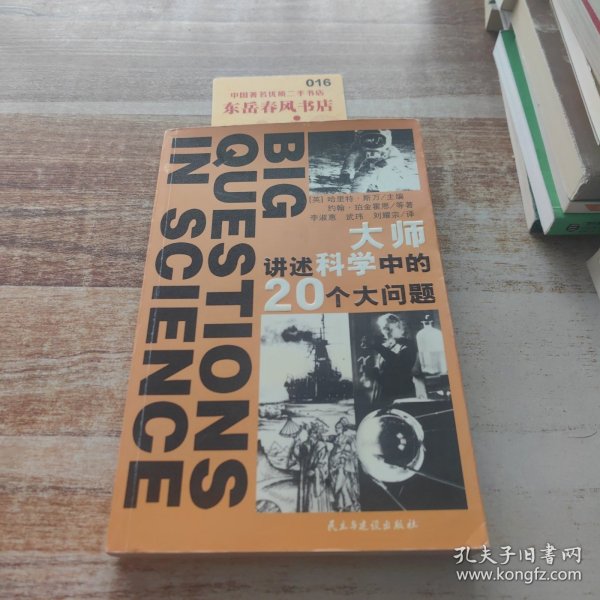 016
中国著名优质二手书店
东岳春风书店
BIG
QUESTIONS
IN SCIENCE
[英]哈里特·斯万/主编
约翰·珀金霍恩/等著
李淑惠 武玮 刘耀宗/译
大师
讲述科学中的
20个大问题
民主与建设出版社
孔夫子旧书网
www.kongfz.com